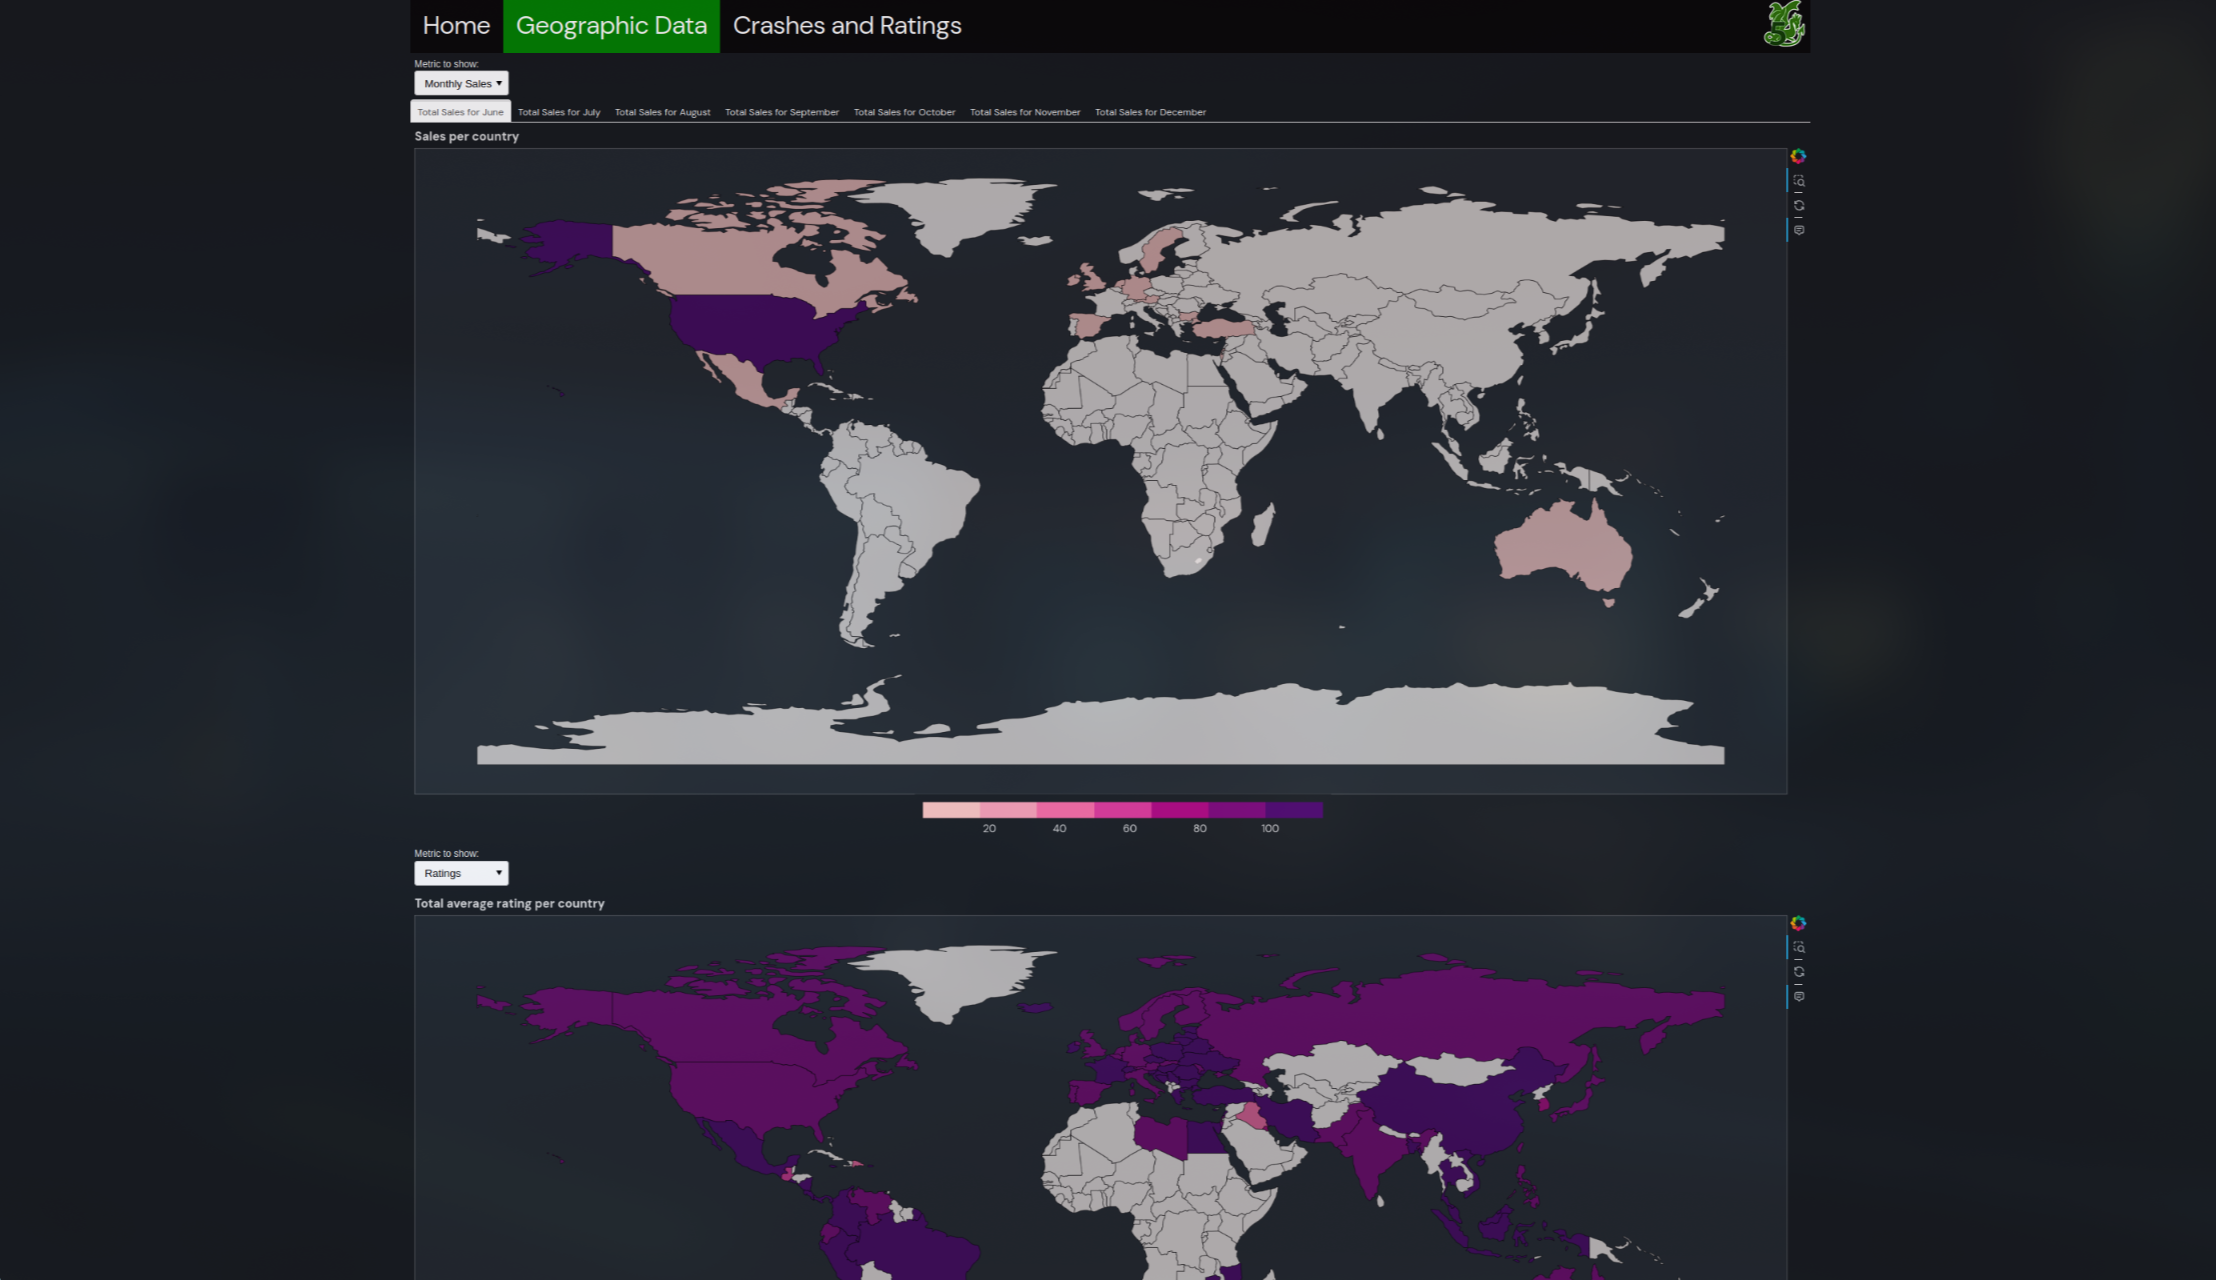 Home Geographic Data Crashes and Ratings
5
Metric to show:
Monthly Sales
Total Sales for June Total Sales for July Total Sales for August Total Sales for September Total Sales for October Total Sales for November Total Sales for December
Sales per country
20 40 60 80 100
Metric to show:
Ratings
Total average rating per country